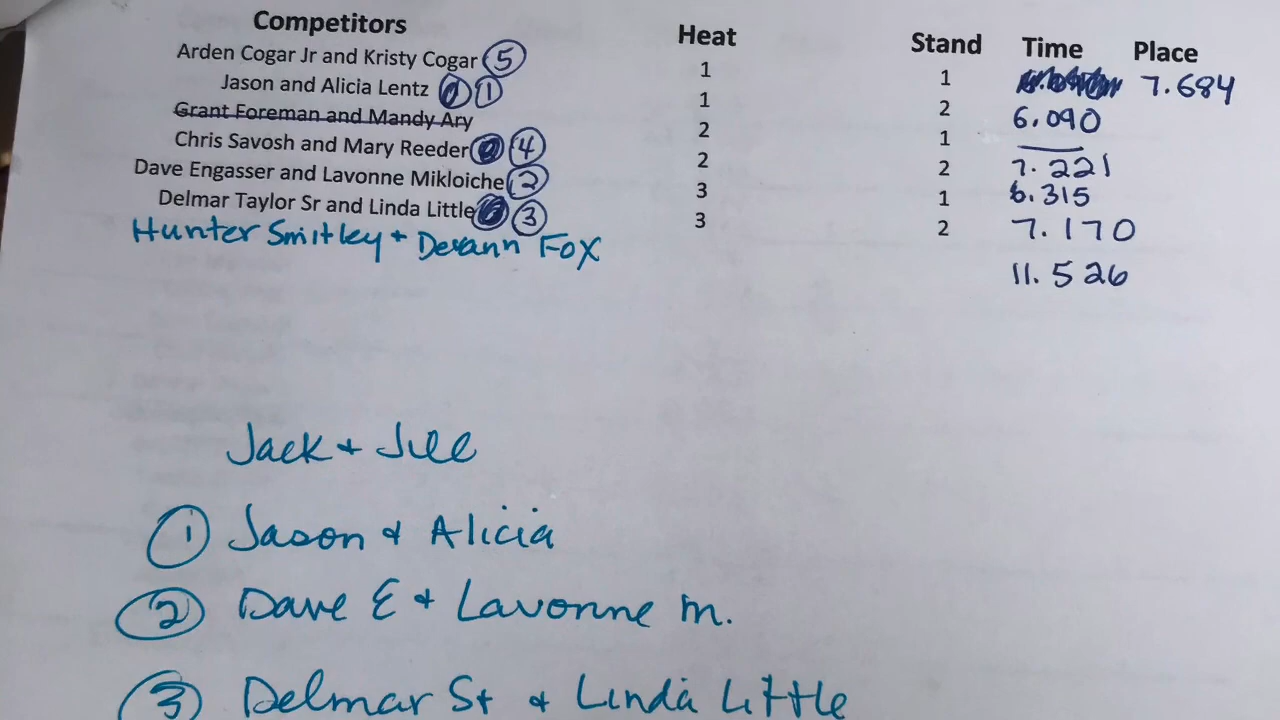 Competitors Heat Stand Time Place
Arden Cogar Jr and Kristy Cogar 5 1 1 7.684
Jason and Alicia Lentz 1 1 2 6.090
Grant Foreman and Mandy Ary 2 1
Chris Savosh and Mary Reeder 4 2 2 7.221
Dave Engasser and Lavonne Mikloiche 2 3 1 6.315
Delmar Taylor Sr and Linda Little 3 3 2 7.170
Hunter Smitley + Devann Fox 11.526
Jack + Jill
1 Jason & Alicia
2 Dave E + Lavonne M.
3 Delmar Sr & Linda Little